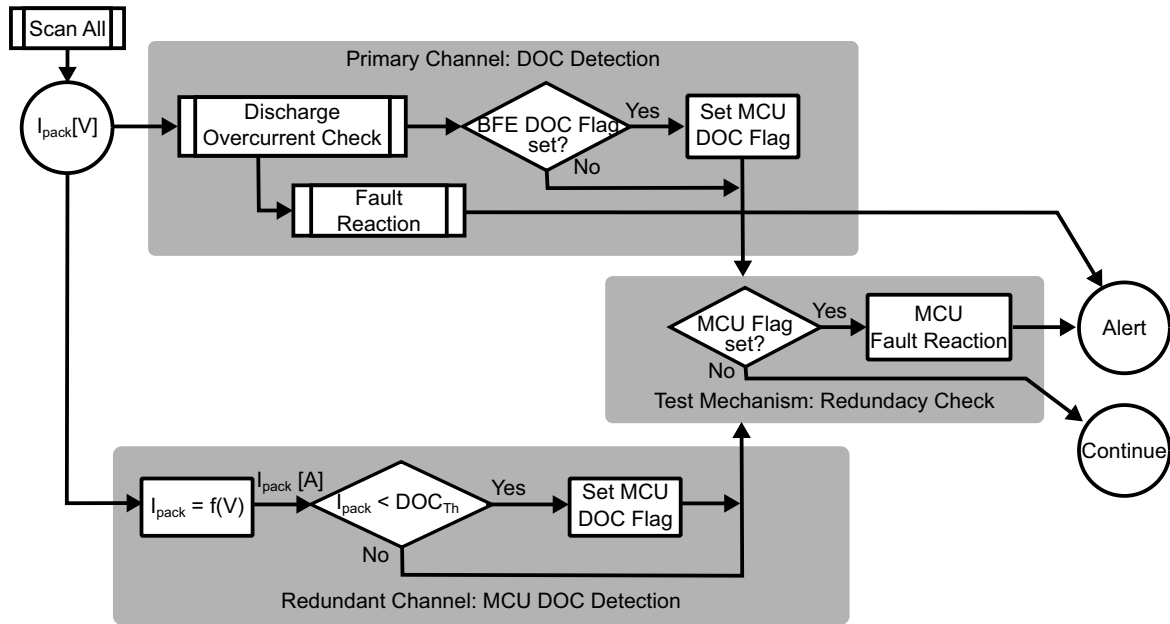 Scan All
Primary Channel: DOC Detection
I_pack[V]
Discharge
Overcurrent Check
BFE DOC Flag
set?
Yes
Set MCU
DOC Flag
No
Fault
Reaction
MCU Flag
set?
Yes
MCU
Fault Reaction
Alert
No
Test Mechanism: Redundacy Check
Continue
I_pack = f(V)
I_pack [A]
I_pack < DOC_Th
Yes
Set MCU
DOC Flag
No
Redundant Channel: MCU DOC Detection